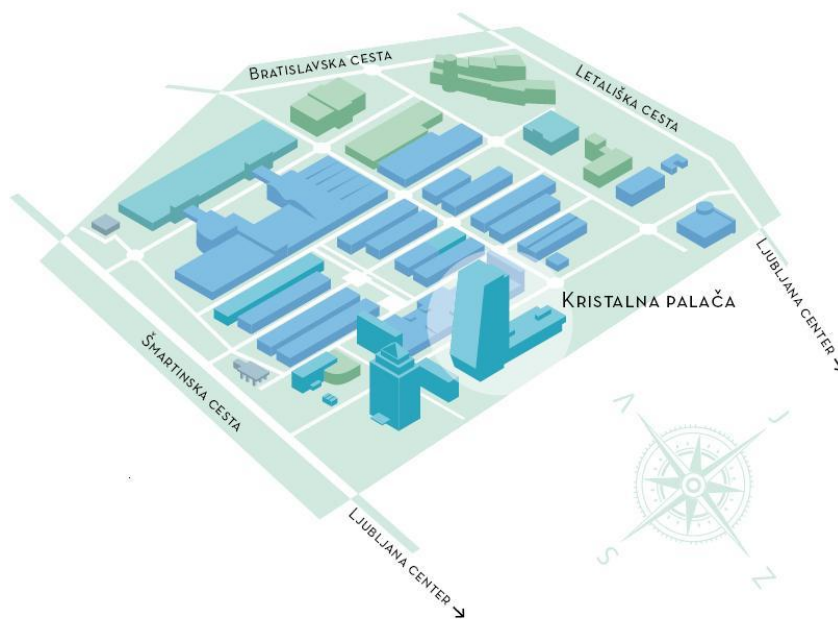 BRATISLAVSKA CESTA
LETALIŠKA CESTA
KRISTALNA PALAČA
LJUBLJANA CENTER →
ŠMARTINSKA CESTA
LJUBLJANA CENTER →
V
J
S
Z